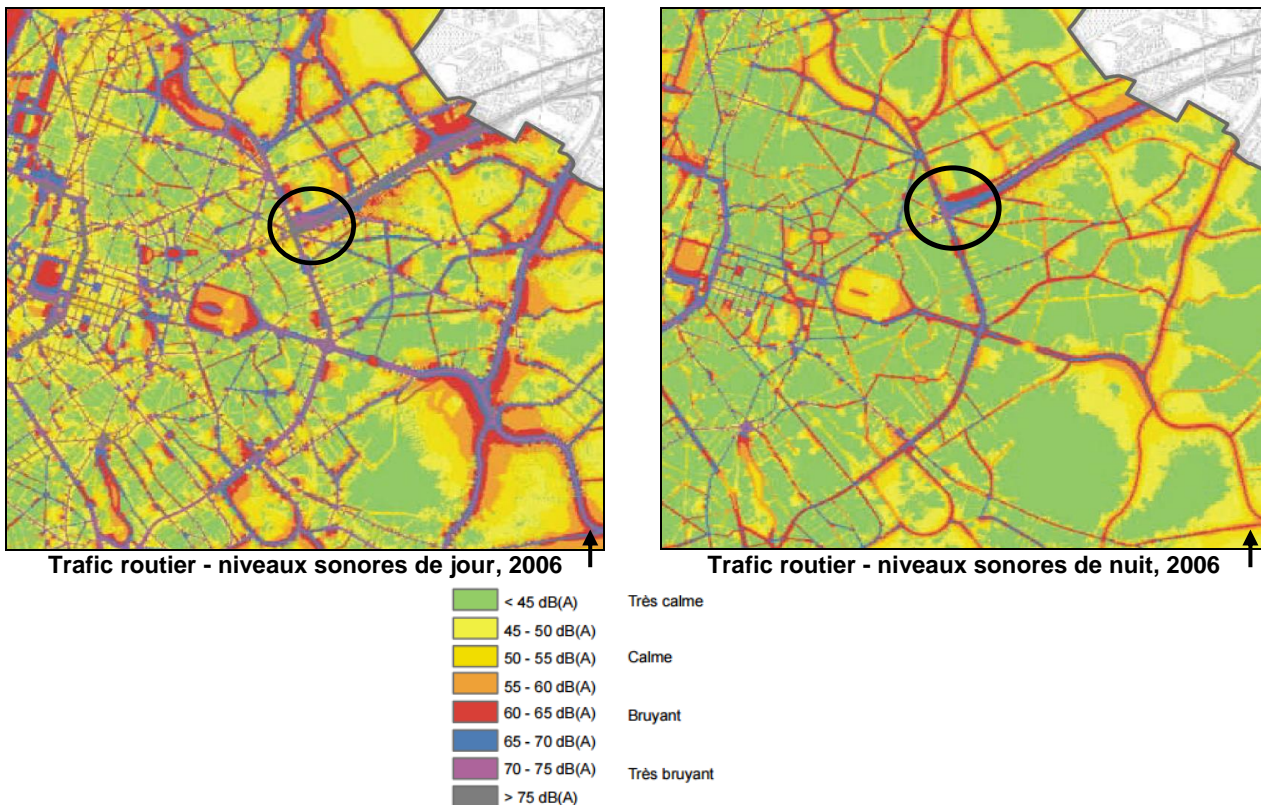 Trafic routier - niveaux sonores de jour, 2006
Trafic routier - niveaux sonores de nuit, 2006
< 45 dB(A) Très calme
45 - 50 dB(A)
50 - 55 dB(A) Calme
55 - 60 dB(A)
60 - 65 dB(A) Bruyant
65 - 70 dB(A)
70 - 75 dB(A) Très bruyant
> 75 dB(A)